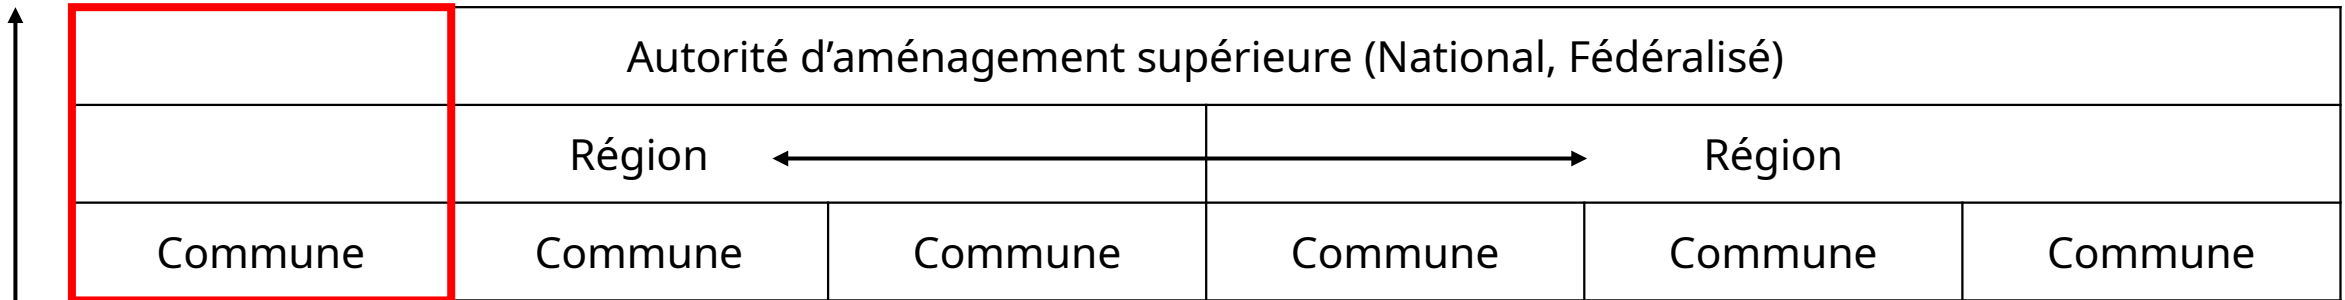 Autorité d’aménagement supérieure (National, Fédéralisé)
Région Région
Commune Commune Commune Commune Commune Commune